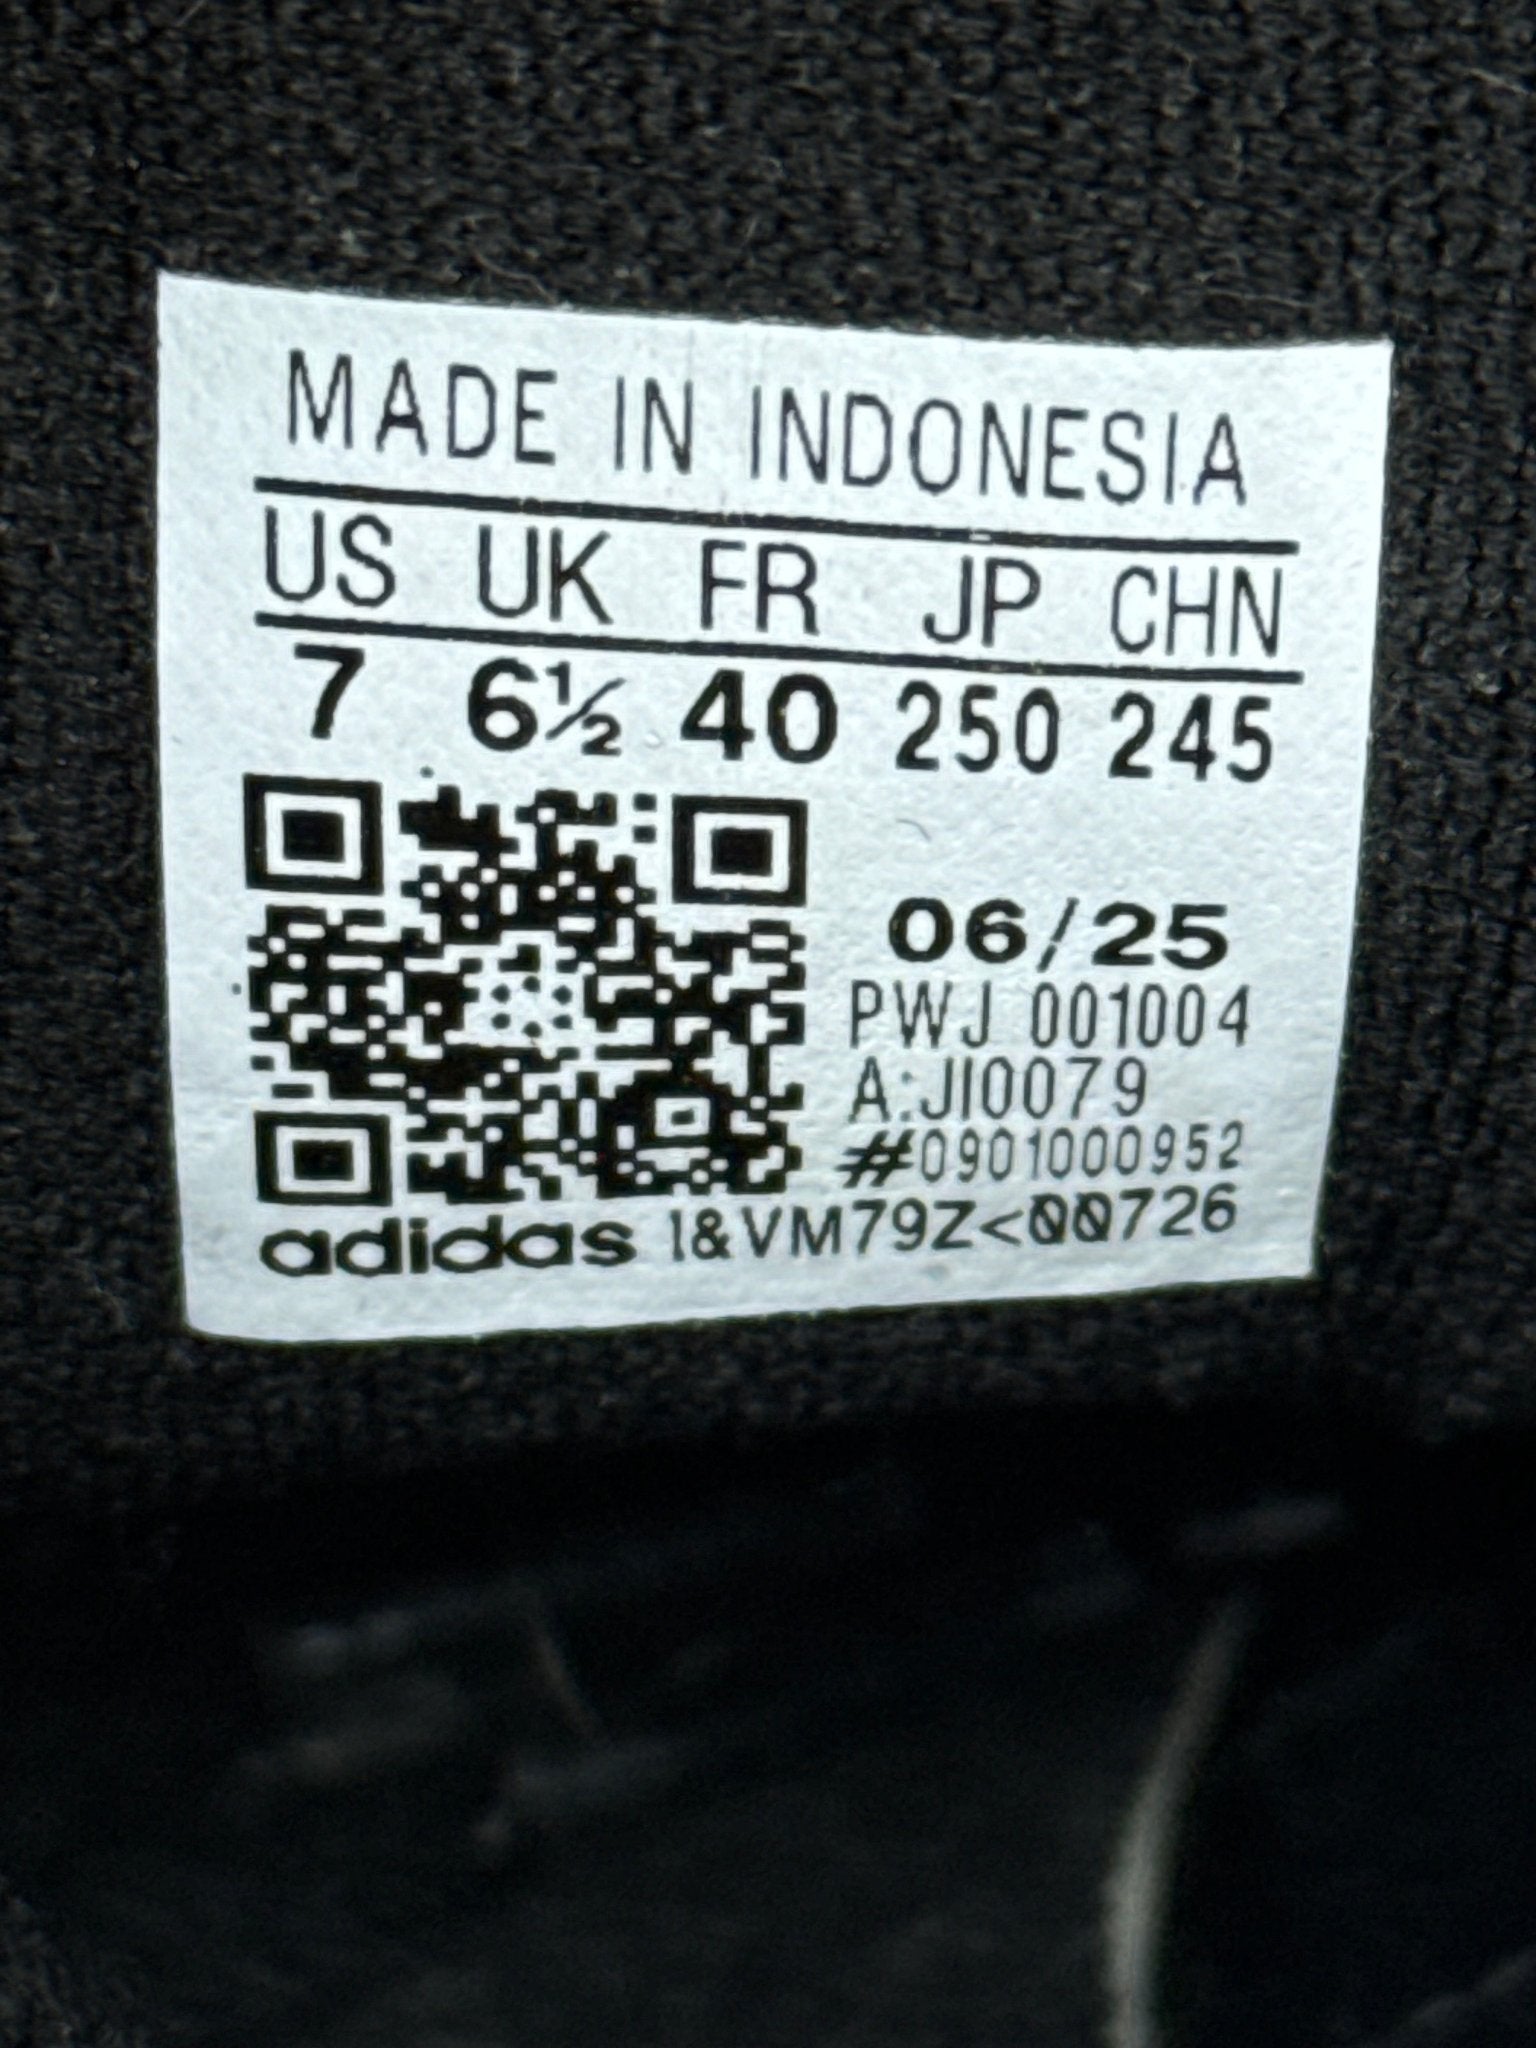 MADE IN INDONESIA
US UK FR JP CHN
7 6½ 40 250 245
06/25
PWJ 001004
A:JI0079
#0901000952
adidas 1&VM79Z<00726